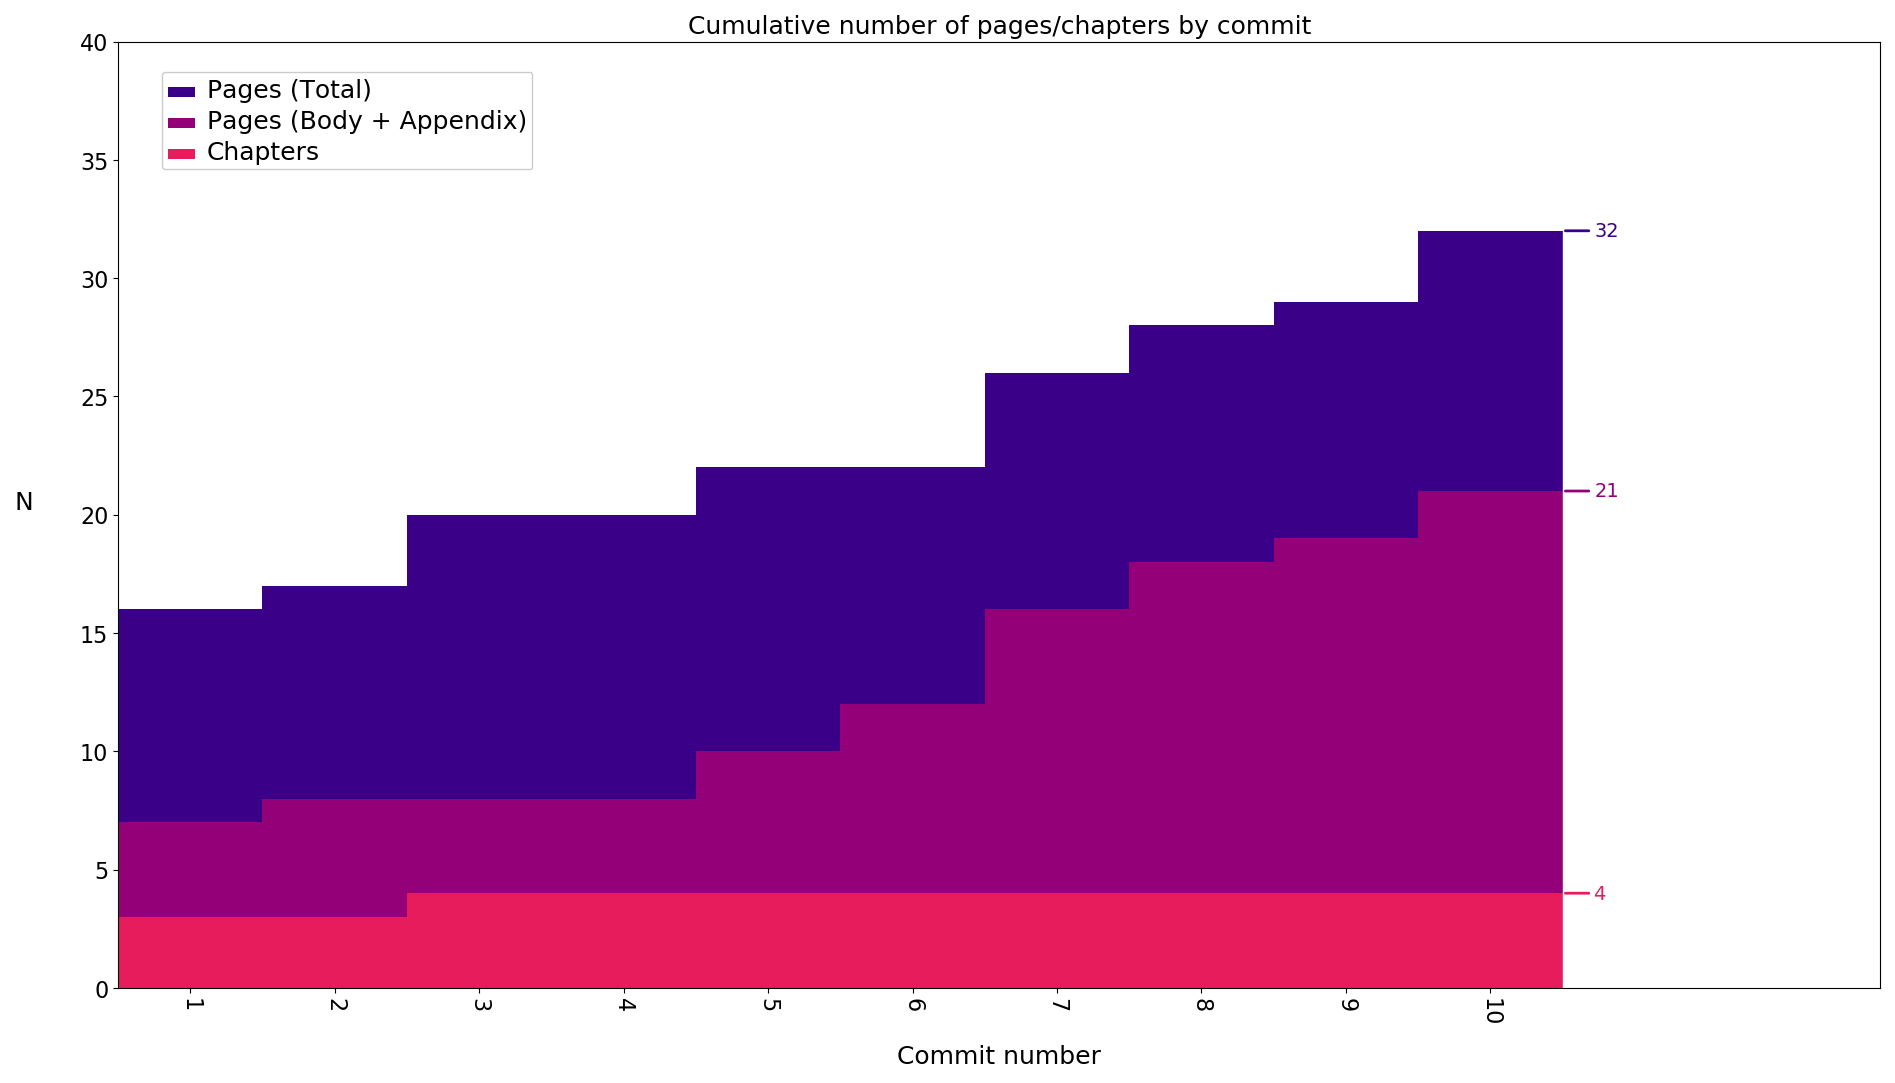 Cumulative number of pages/chapters by commit
40
35
30
25
20
15
10
5
0
N
Pages (Total)
Pages (Body + Appendix)
Chapters
32
21
4
1 2 3 4 5 6 7 8 9 10
Commit number